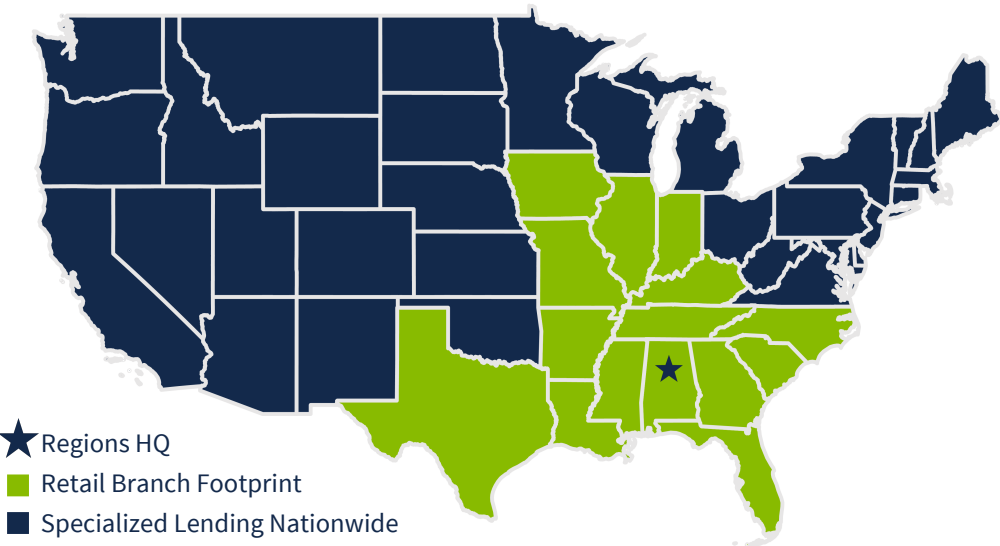 Regions HQ
Retail Branch Footprint
Specialized Lending Nationwide